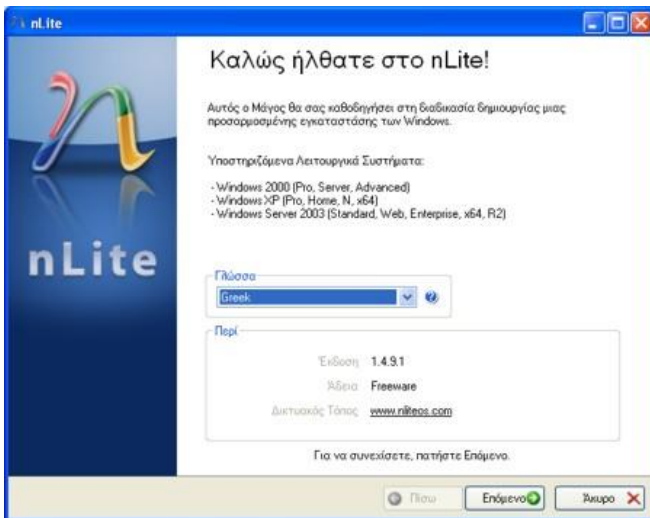 nLite
Καλώς ήλθατε στο nLite!
Αυτός ο Μάγος θα σας καθοδηγήσει στη διαδικασία δημιουργίας μιας
προσαρμοσμένης εγκαταστάσης των Windows.
Υποστηριζόμενα Λειτουργικά Συστήματα:
- Windows 2000 (Pro, Server, Advanced)
- Windows XP (Pro, Home, N, x64)
- Windows Server 2003 (Standard, Web, Enterprise, x64, R2)
nLite
Γλώσσα
Greek
Περί
Έκδοση 1.4.9.1
Άδεια Freeware
Δικτυακός Τόπος www.nliteos.com
Για να συνεχίσετε, πατήστε Επόμενο.
Πίσω Επόμενο Άκυρο